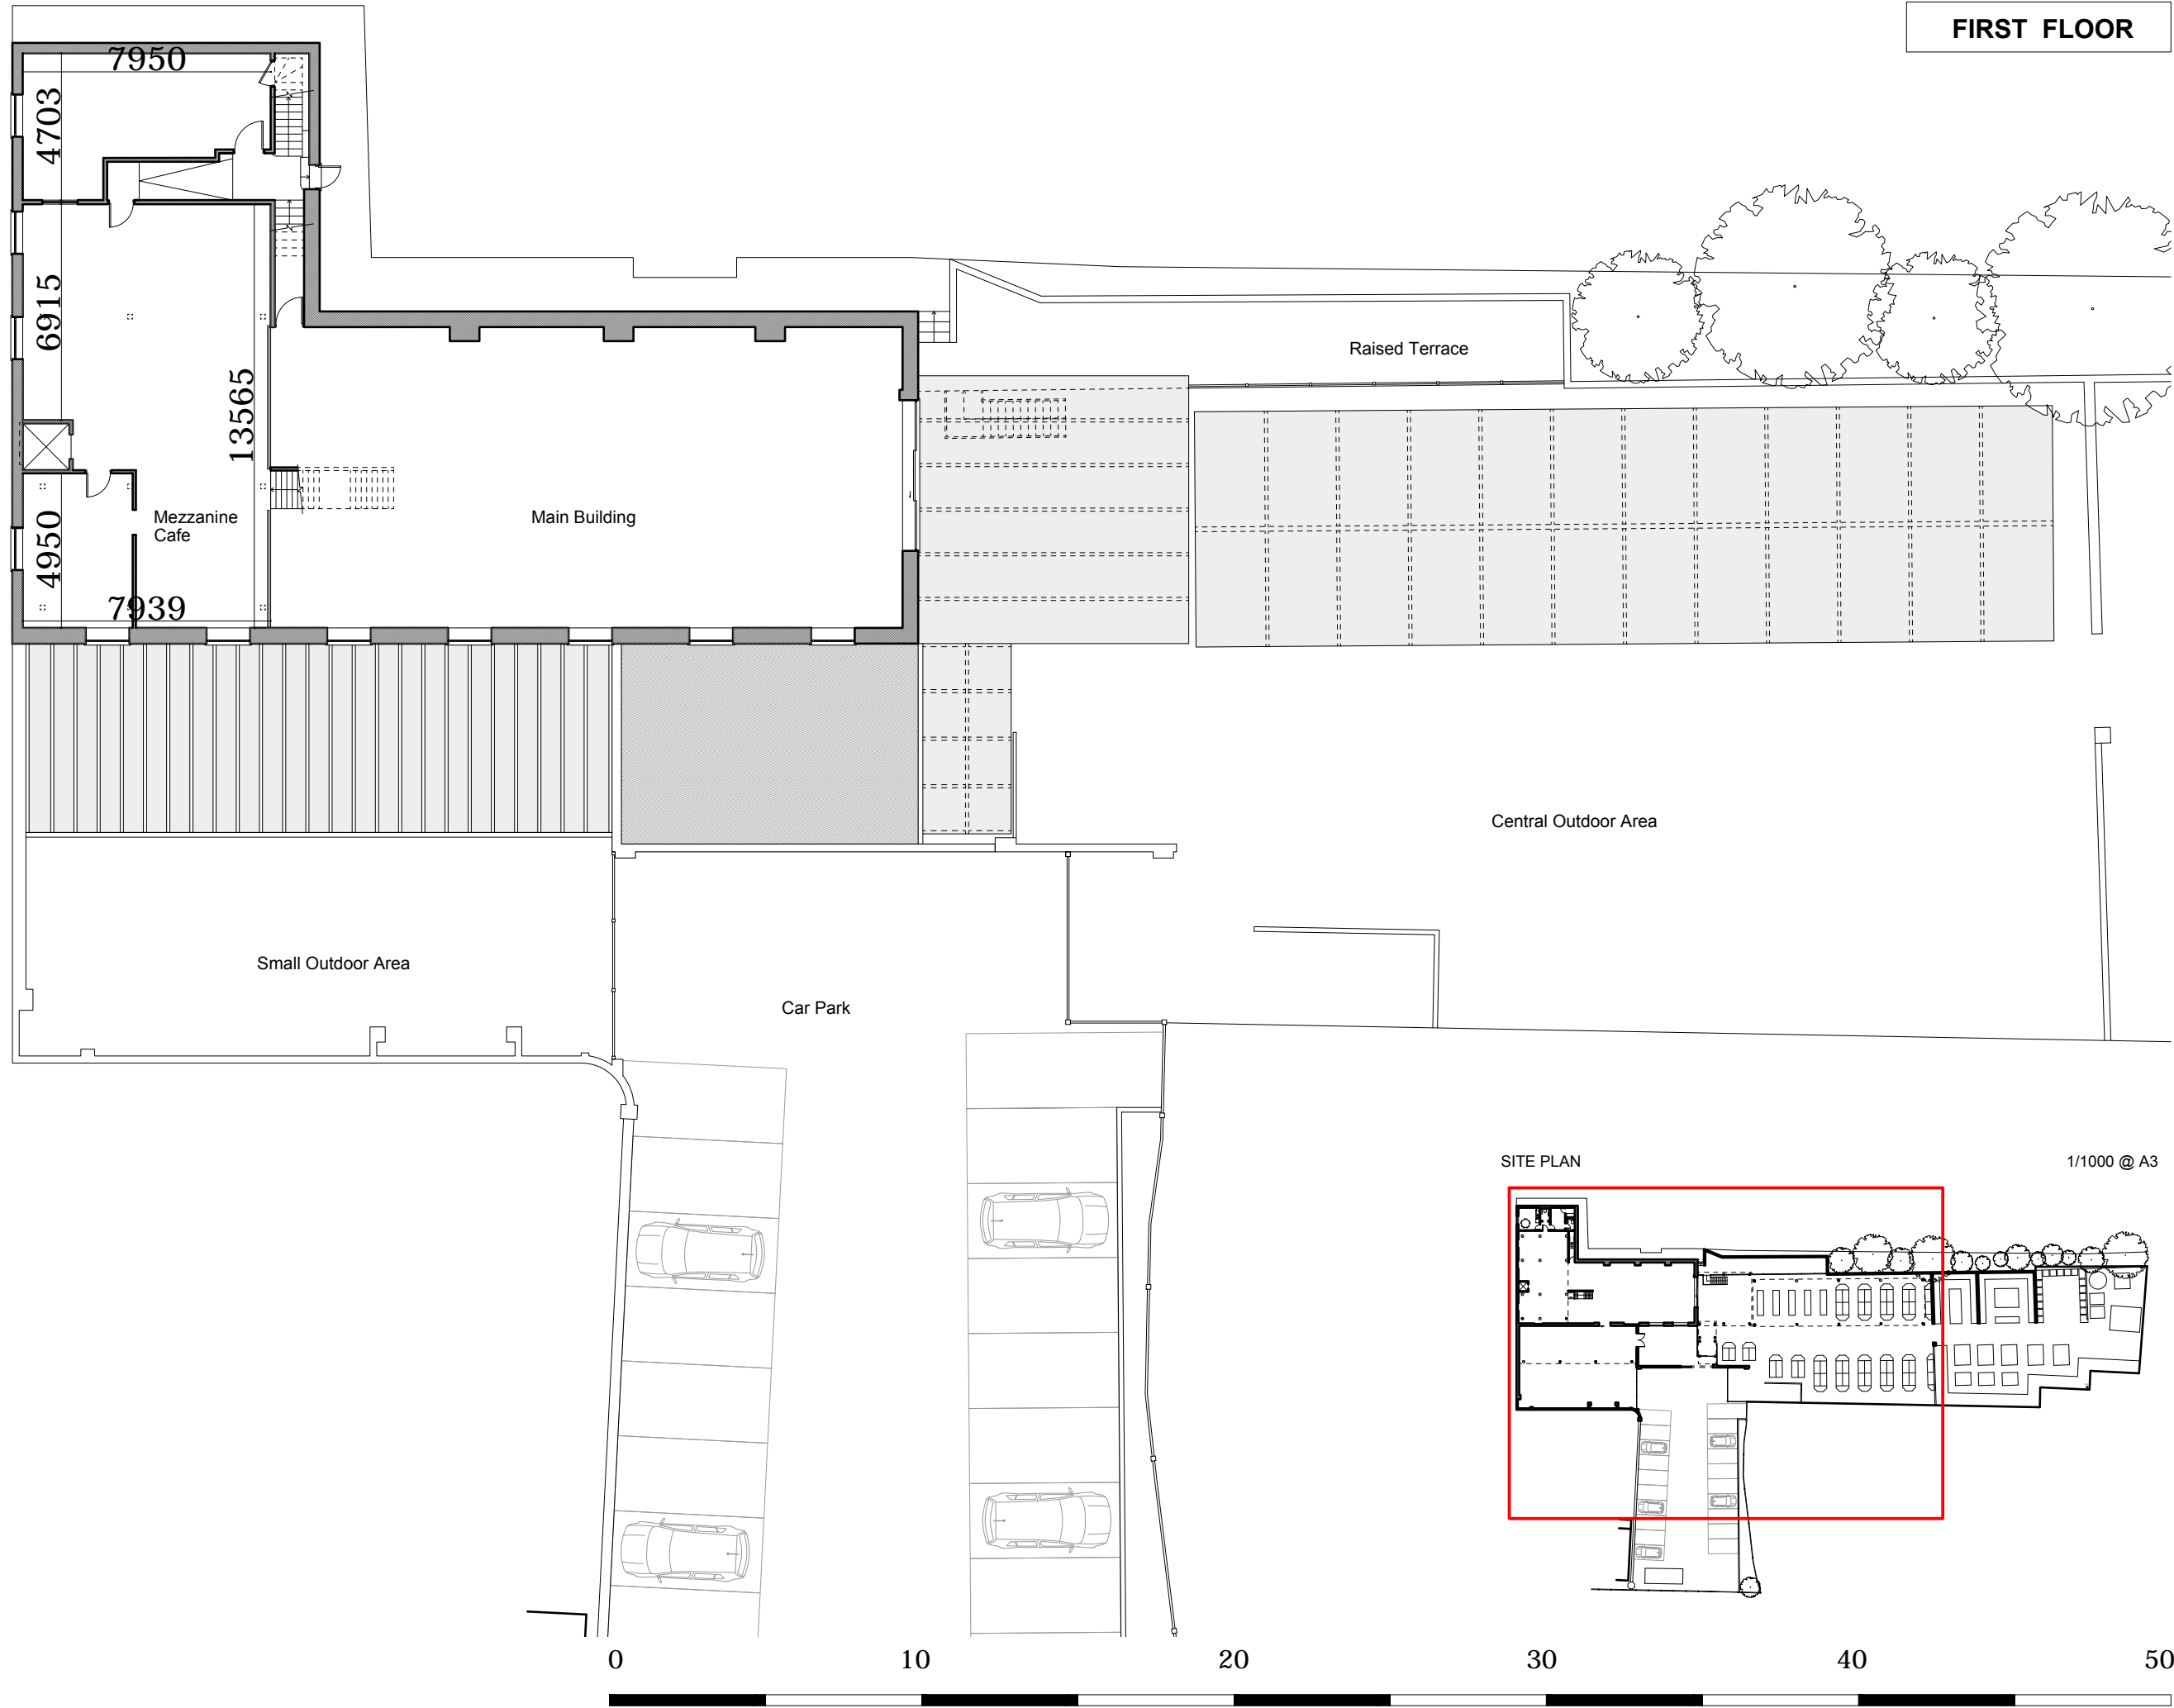 FIRST FLOOR
7950
4703
6915
13565
Raised Terrace
Mezzanine
Cafe
Main Building
4950
7939
Central Outdoor Area
Small Outdoor Area
Car Park
SITE PLAN
1/1000 @ A3
0 10 20 30 40 50